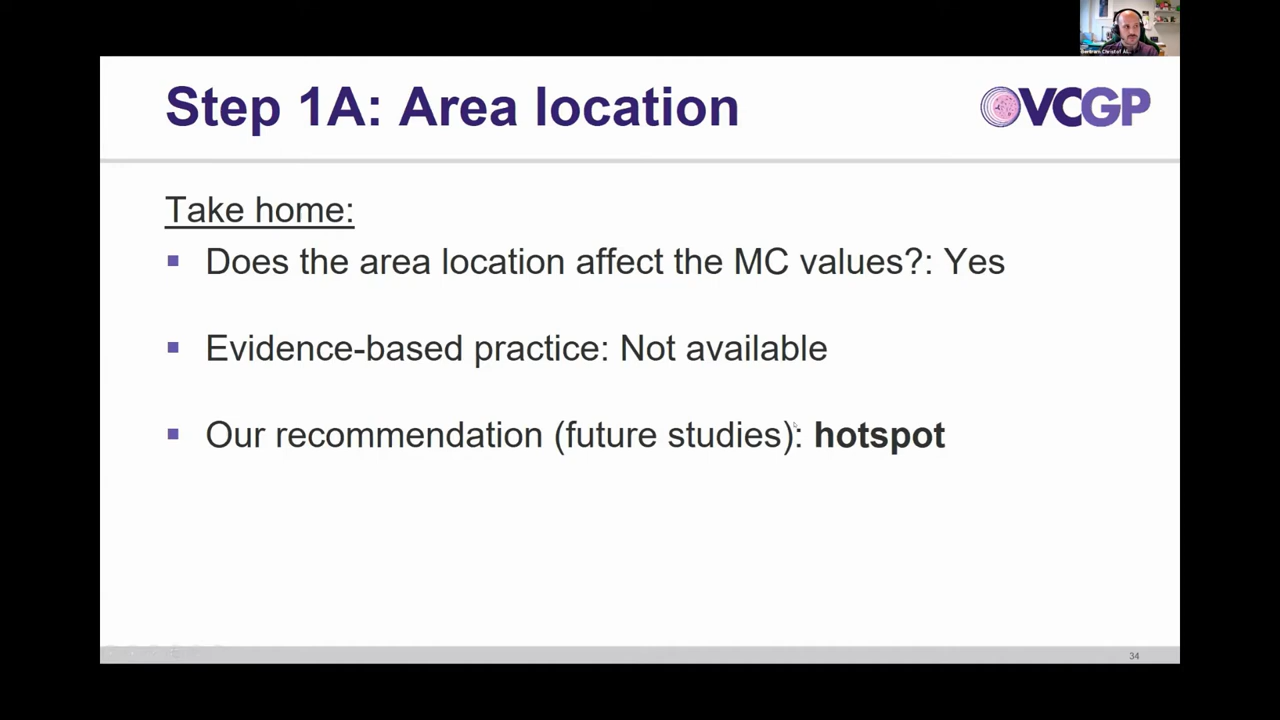 Step 1A: Area location
VCGP
Take home:
▪ Does the area location affect the MC values?: Yes
▪ Evidence-based practice: Not available
▪ Our recommendation (future studies): hotspot
34